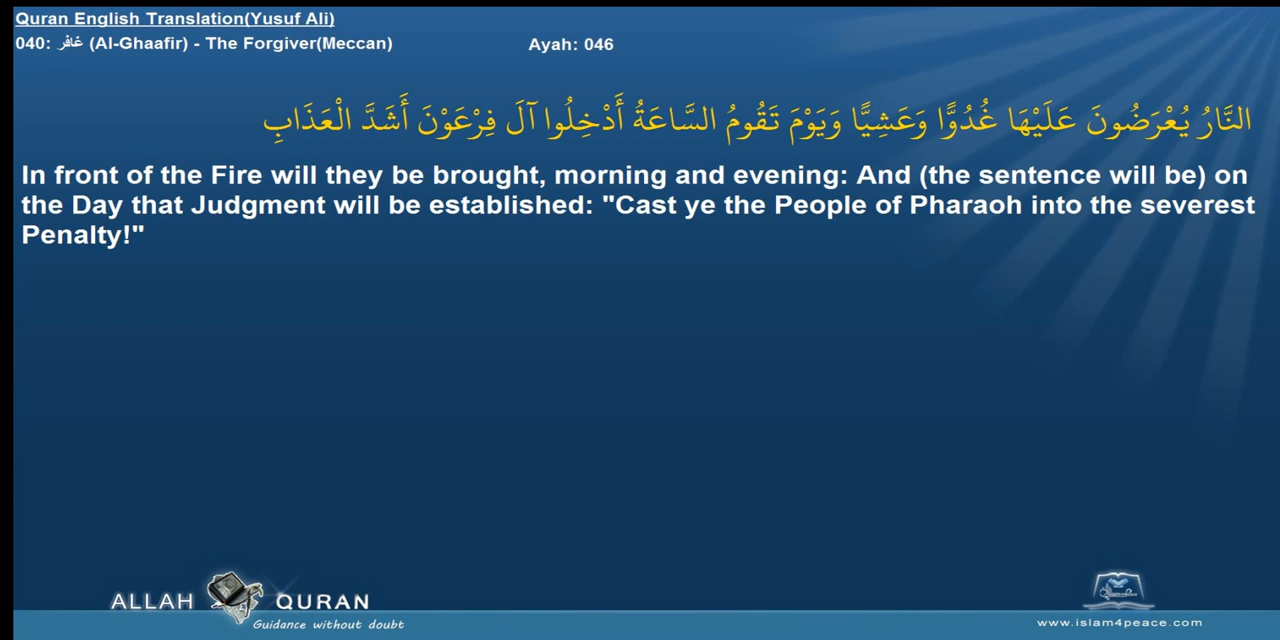 Quran English Translation(Yusuf Ali)
040: غافر (Al-Ghaafir) - The Forgiver(Meccan) Ayah: 046
النَّارُ يُعْرَضُونَ عَلَيْهَا غُدُوًّا وَعَشِيًّا وَيَوْمَ تَقُومُ السَّاعَةُ أَدْخِلُوا آلَ فِرْعَوْنَ أَشَدَّ الْعَذَابِ
In front of the Fire will they be brought, morning and evening: And (the sentence will be) on
the Day that Judgment will be established: "Cast ye the People of Pharaoh into the severest
Penalty!"
ALLAH QURAN
Guidance without doubt
www.islam4peace.com